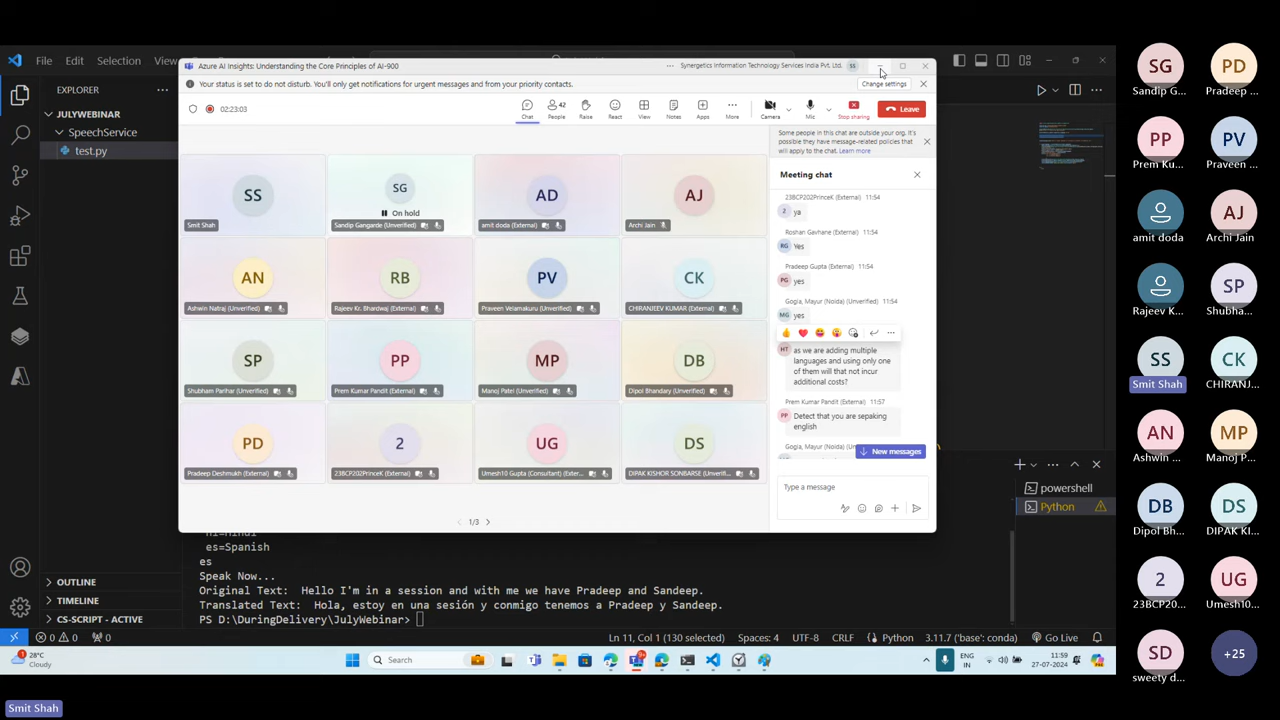 File Edit Selection
Azure AI Insights: Understanding the Core Principles of AI-900
Synergetics Information Technology Services India Pvt. Ltd.
SS
Your status is set to do not disturb. You'll only get notifications for urgent messages and from your priority contacts.
Change settings
02:23:03
Chat
42
People
Raise
React
View
Notes
Apps
More
Camera
Mic
Stop sharing
Leave
EXPLORER
JULYWEBINAR
SpeechService
test.py
OUTLINE
TIMELINE
CS-SCRIPT - ACTIVE
SS
Smit Shah
SG
On hold
Sandip Gangarde (Unverified)
AD
amit doda (External)
AJ
Archi Jain
AN
Ashwin Natraj (Unverified)
RB
Rajeev Kr. Bhardwaj (External)
PV
Praveen Velamakuru (External)
CK
CHIRANJEEV KUMAR (External)
SP
Shubham Parihar (Unverified)
PP
Prem Kumar Pandit (External)
MP
Manoj Patel (Unverified)
DB
Dipol Bhandary (Unverified)
PD
Pradeep Deshmukh (External)
2
23BCP202PrinceK (External)
UG
Umesh10 Gupta (Consultant) (Exter...
DS
DIPAK KISHOR SONBARSE (Unverifi...
1/3
Some people in this chat are outside your org. It's
possible they have message-related policies
that will apply to the chat. Learn more
Meeting chat
23BCP202PrinceK (External) 11:54
2 ya
Roshan Gavhane (External) 11:54
RG Yes
Pradeep Gupta (External) 11:54
PG yes
Gogia, Mayur (Noida) (Unverified) 11:54
MG yes
HT as we are adding multiple
languages and using only one
of them will that not incur
additional costs?
Prem Kumar Pandit (External) 11:57
PP Detect that you are sepaking
english
New messages
Type a message
powershell
Python
es=Spanish
es
Speak Now...
Original Text: Hello I'm in a session and with me we have Pradeep and Sandeep.
Translated Text: Hola, estoy en una sesión y conmigo tenemos a Pradeep y Sandeep.
PS D:\DuringDelivery\JulyWebinar>
0 0 0
Ln 11, Col 1 (130 selected) Spaces: 4 UTF-8 CRLF Python 3.11.7 ('base': conda) Go Live
1
28°C
Cloudy
Search
ENG
IN
11:59
27-07-2024
SG
Sandip G...
PD
Pradeep ...
PP
Prem Ku...
PV
Praveen ...
amit doda
AJ
Archi Jain
Rajeev K...
SP
Shubha...
SS
Smit Shah
CK
CHIRANJ...
AN
Ashwin ...
MP
Manoj P...
DB
Dipol Bh...
DS
DIPAK KI...
2
23BCP20...
UG
Umesh10...
SD
sweety d...
+25
Smit Shah